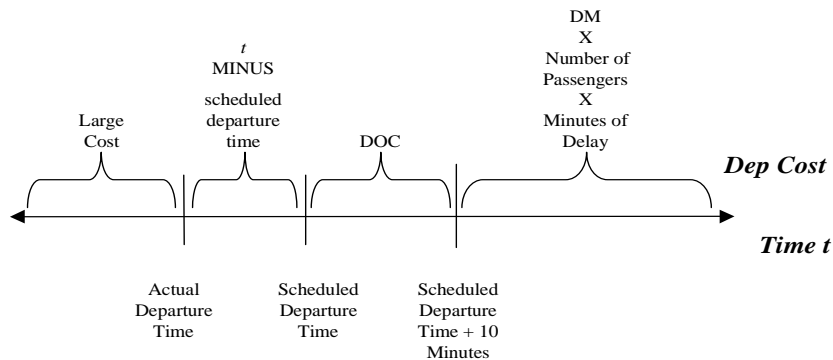 Large
Cost
t
MINUS
scheduled
departure
time
DOC
DM
X
Number of
Passengers
X
Minutes of
Delay
Dep Cost
Time t
Actual
Departure
Time
Scheduled
Departure
Time
Scheduled
Departure
Time + 10
Minutes